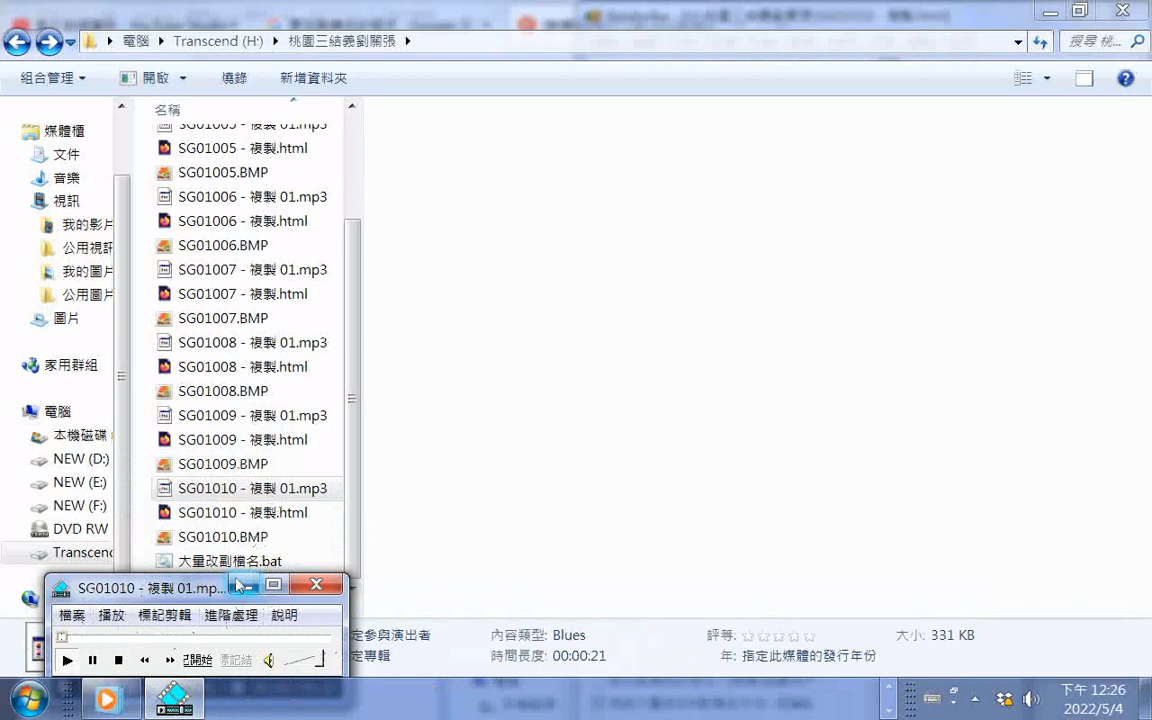 電腦 Transcend (H:) 桃園三結義劉關張
搜尋 桃...
組合管理 開啟 燒錄 新增資料夾
名稱
媒體櫃
文件
音樂
視訊
我的影片
公用視訊
我的圖片
公用圖片
圖片
家用群組
電腦
本機磁碟
NEW (D:)
NEW (E:)
NEW (F:)
DVD RW
Transcend
SG01005 - 複製 01.mp3
SG01005 - 複製.html
SG01005.BMP
SG01006 - 複製 01.mp3
SG01006 - 複製.html
SG01006.BMP
SG01007 - 複製 01.mp3
SG01007 - 複製.html
SG01007.BMP
SG01008 - 複製 01.mp3
SG01008 - 複製.html
SG01008.BMP
SG01009 - 複製 01.mp3
SG01009 - 複製.html
SG01009.BMP
SG01010 - 複製 01.mp3
SG01010 - 複製.html
SG01010.BMP
大量改副檔名.bat
SG01010 - 複製 01.mp...
檔案 播放 標記剪輯 進階處理 說明
定參與演出者 內容類型: Blues 評等: 大小: 331 KB
定專輯 時間長度: 00:00:21 年: 指定此媒體的發行年份
下午 12:26
2022/5/4